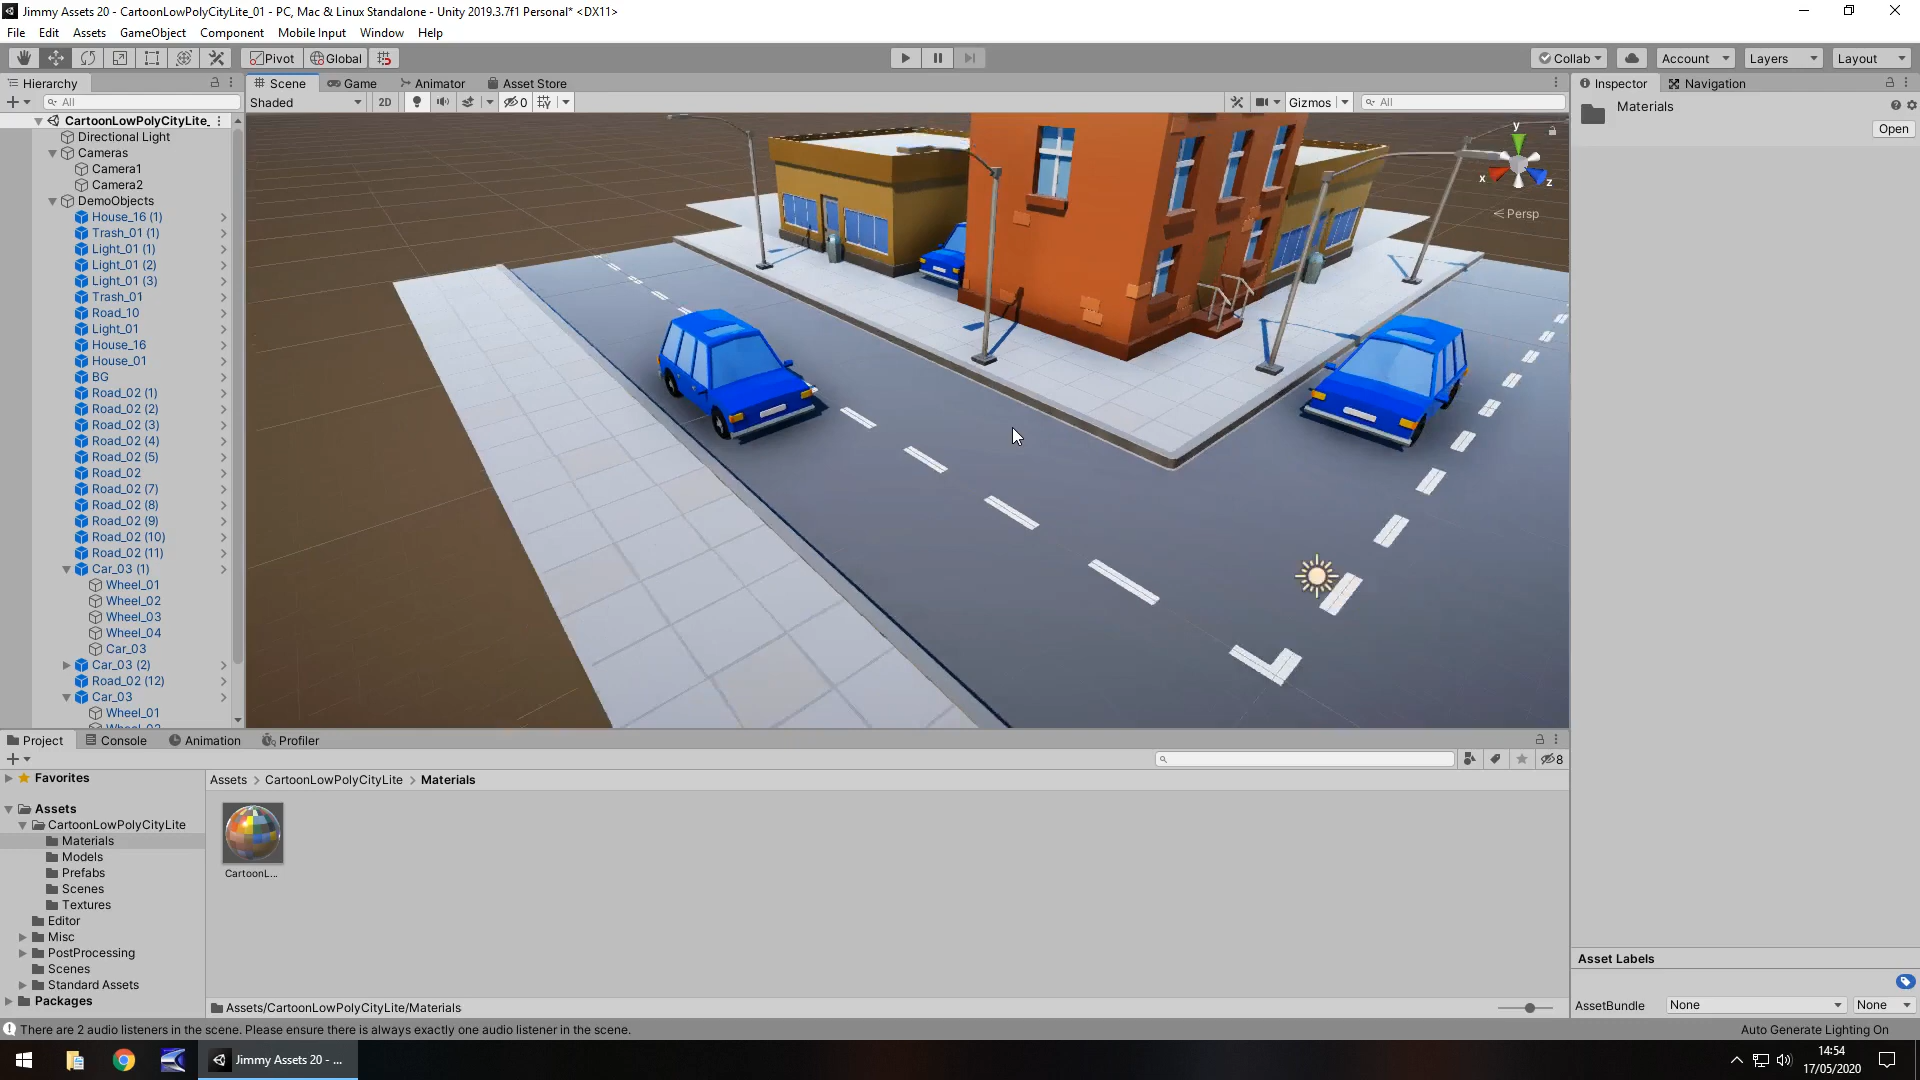 Jimmy Assets 20 - CartoonLowPolyCityLite_01 - PC, Mac & Linux Standalone - Unity 2019.3.7f1 Personal* <DX11>
File Edit Assets GameObject Component Mobile Input Window Help
Pivot Global Collab Account Layers Layout
Hierarchy
All
CartoonLowPolyCityLite_
Directional Light
Cameras
Camera1
Camera2
DemoObjects
House_16 (1)
Trash_01 (1)
Light_01 (1)
Light_01 (2)
Light_01 (3)
Trash_01
Road_10
Light_01
House_16
House_01
BG
Road_02 (1)
Road_02 (2)
Road_02 (3)
Road_02 (4)
Road_02 (5)
Road_02
Road_02 (7)
Road_02 (8)
Road_02 (9)
Road_02 (10)
Road_02 (11)
Car_03 (1)
Wheel_01
Wheel_02
Wheel_03
Wheel_04
Car_03
Car_03 (2)
Road_02 (12)
Car_03
Wheel_01
Scene Game Animator Asset Store
Shaded 2D 0 Gizmos All
y
x
z
< Persp
Inspector Navigation
Materials
Open
Project Console Animation Profiler
8
Favorites
Assets
CartoonLowPolyCityLite
Materials
Models
Prefabs
Scenes
Textures
Editor
Misc
PostProcessing
Scenes
Standard Assets
Packages
Assets > CartoonLowPolyCityLite > Materials
CartoonL...
Assets/CartoonLowPolyCityLite/Materials
Asset Labels
AssetBundle None None
There are 2 audio listeners in the scene. Please ensure there is always exactly one audio listener in the scene.
Auto Generate Lighting On
Jimmy Assets 20 - ...
14:54
17/05/2020